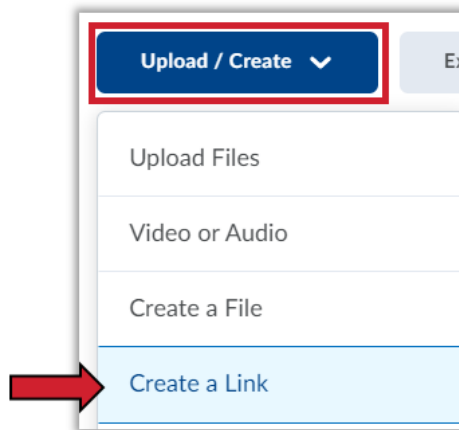 Upload / Create
Upload Files
Video or Audio
Create a File
Create a Link